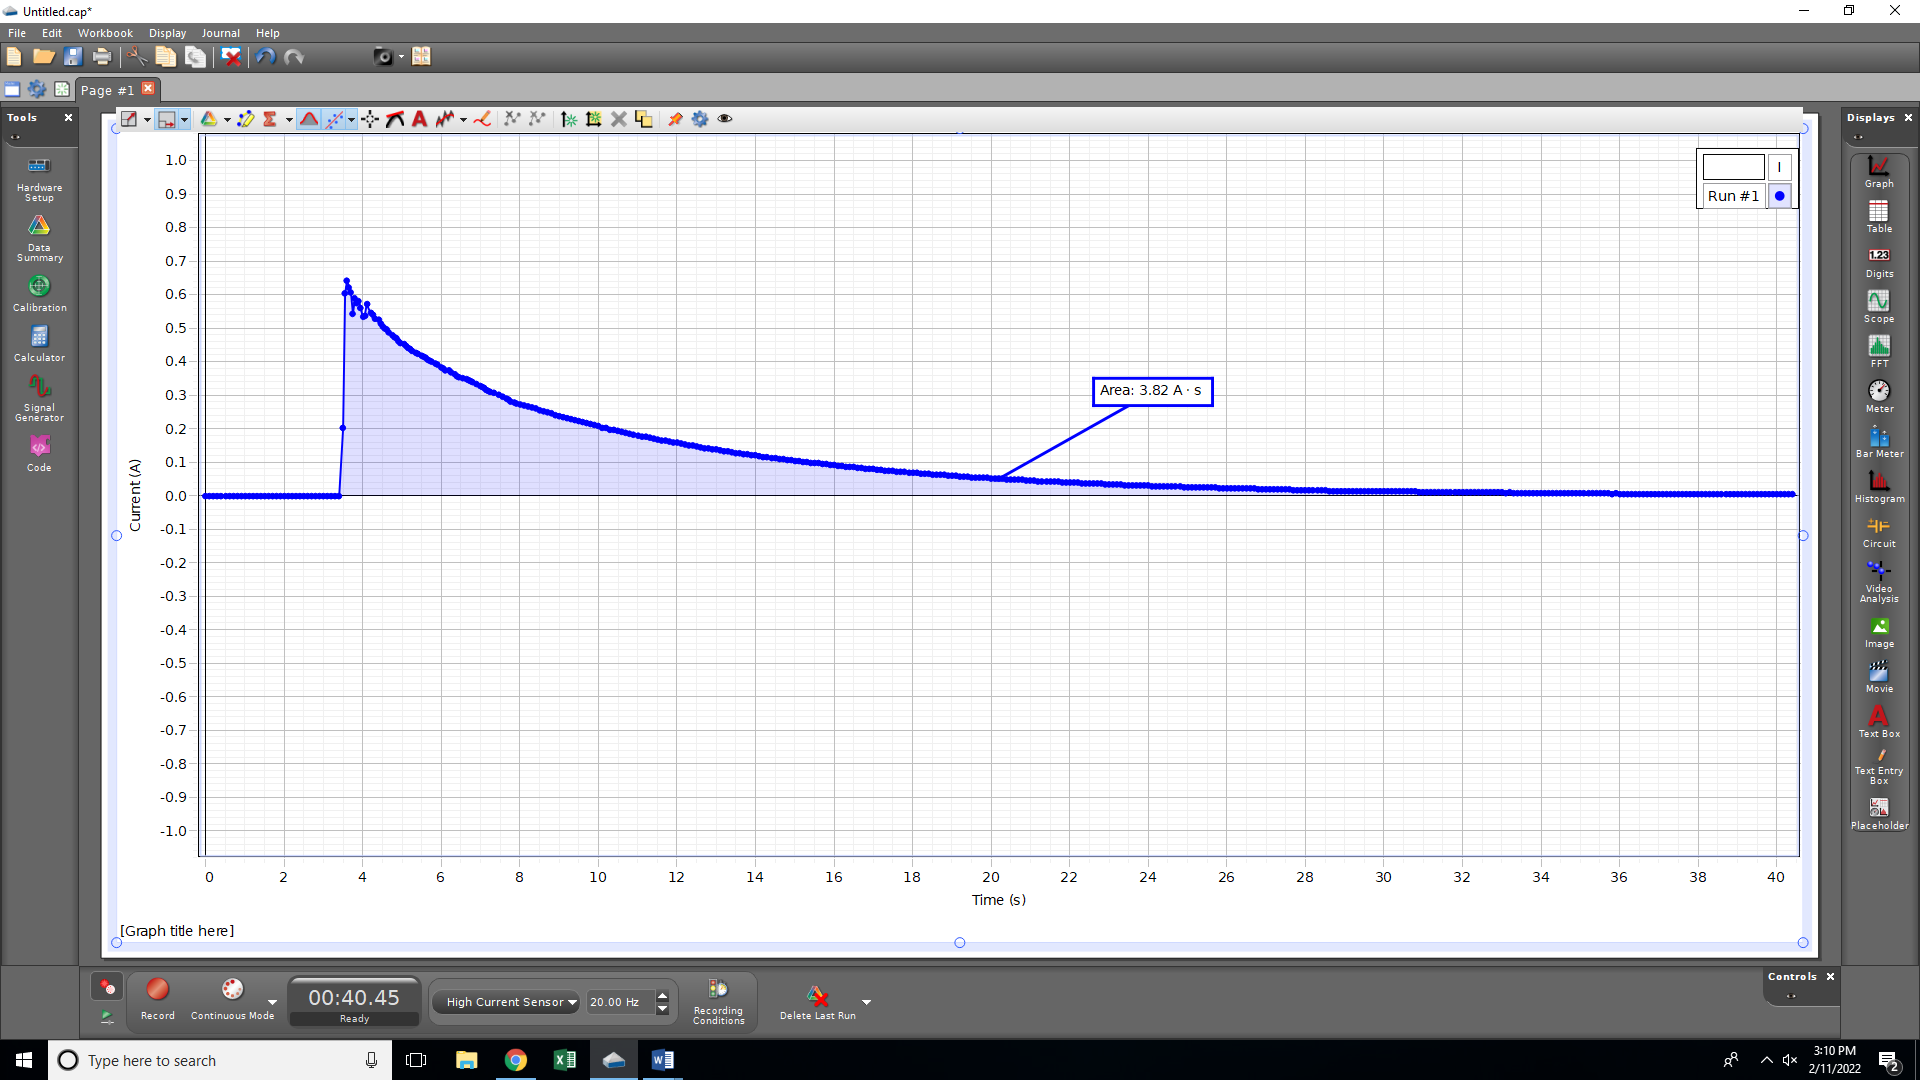 Untitled.cap*
File Edit Workbook Display Journal Help
Page #1
Tools
Hardware
Setup
Data
Summary
Calibration
Calculator
Signal
Generator
Code
1.0
0.9
0.8
0.7
0.6
0.5
0.4
0.3
0.2
0.1
0.0
-0.1
-0.2
-0.3
-0.4
-0.5
-0.6
-0.7
-0.8
-0.9
-1.0
Current (A)
I
Run #1
Area: 3.82 A · s
0 2 4 6 8 10 12 14 16 18 20 22 24 26 28 30 32 34 36 38 40
Time (s)
[Graph title here]
Displays
Graph
Table
1.23
Digits
Scope
FFT
Meter
Bar Meter
Histogram
Circuit
Video
Analysis
Image
Movie
A
Text Box
Text Entry
Box
Placeholder
Record
Continuous Mode
00:40.45
Ready
High Current Sensor
20.00 Hz
Recording
Conditions
Delete Last Run
Controls
Type here to search
3:10 PM
2/11/2022
2